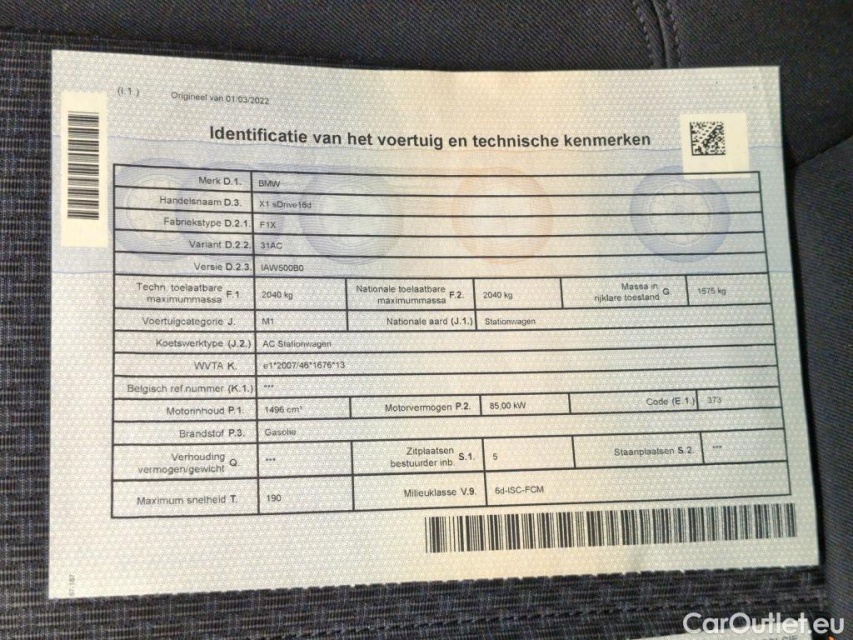 (I.1)
Origineel van 01/03/2022
Identificatie van het voertuig en technische kenmerken
Merk D.1. BMW
Handelsnaam D.3. X1 sDrive16d
Fabriekstype D.2.1. F1X
Variant D.2.2. 31AC
Versie D.2.3. IAW500B0
Techn. toelaatbare maximummassa F.1. 2040 kg Nationale toelaatbare maximummassa F.2. 2040 kg Massa in rijklare toestand G 1575 kg
Voertuigcategorie J. M1 Nationale aard (J.1.) Stationwagen
Koetswerktype (J.2.) AC Stationwagen
WVTA K. e1*2007/46*1676*13
Belgisch ref.nummer (K.1.) ***
Motorinhoud P.1. 1496 cm³ Motorvermogen P.2. 85.00 kW Code (E.1.) 373
Brandstof P.3. Gasolie
Verhouding vermogen/gewicht Q. *** Zitplaatsen bestuurder inb. S.1. 5 Staanplaatsen S.2. ***
Maximum snelheid T. 190 Milieuklasse V.9. 6d-ISC-FCM
CarOutlet.eu